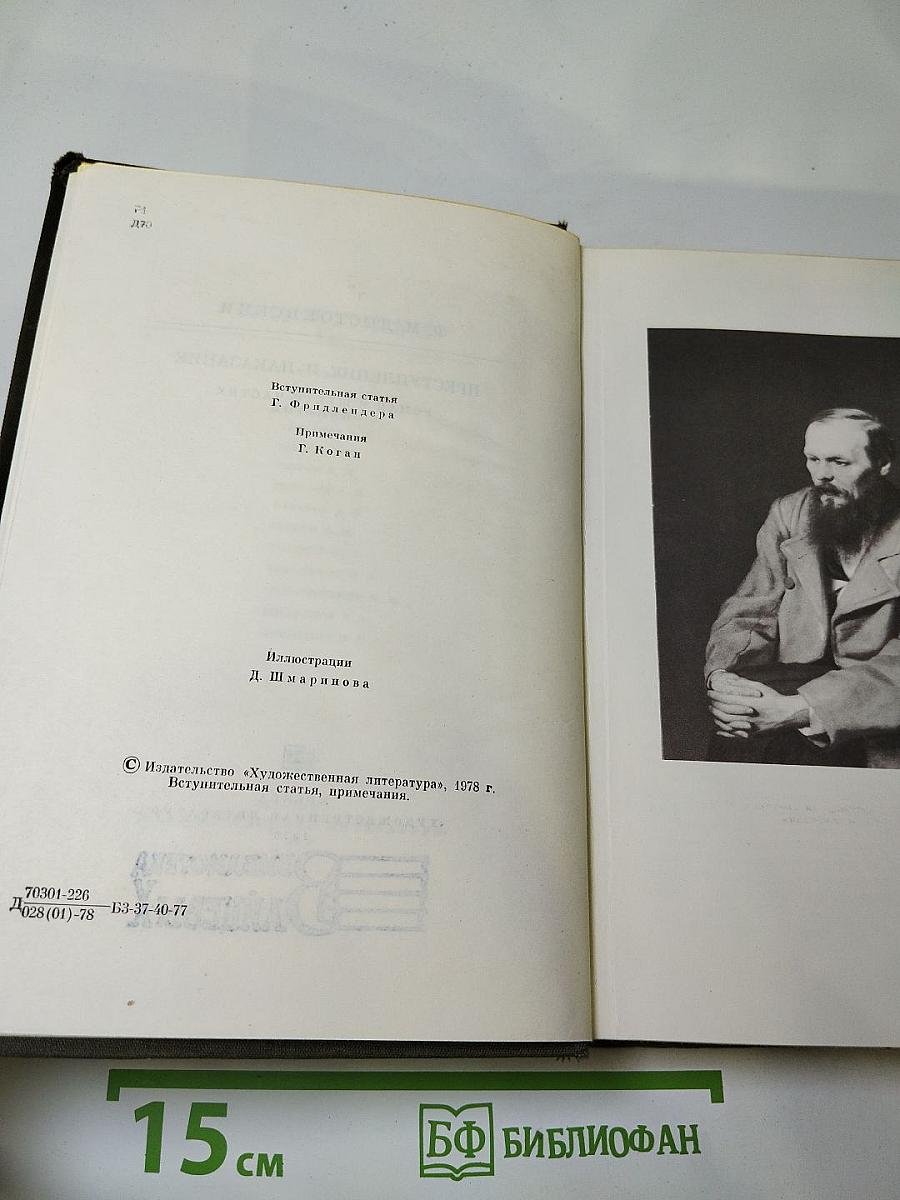 Д70
Вступительная статья
Г. Фридлендера
Примечания
Г. Коган
Иллюстрации
Д. Шмаринова
© Издательство «Художественная литература», 1978 г.
Вступительная статья, примечания.
70301-226
Д
028(01)-78
БЗ-37-40-77
15 см
БФ БИБЛИОФАН